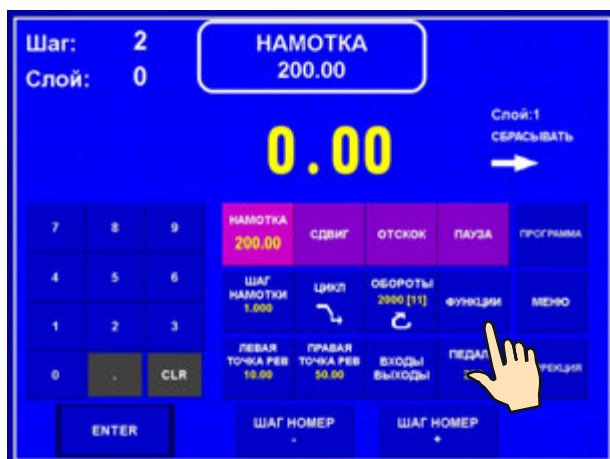 Шаг: 2
Слой: 0
НАМОТКА
200.00
0.00
Слой:1
СБРАСЫВАТЬ
7 8 9
НАМОТКА
200.00
СДВИГ
ОТСКОК
ПАУЗА
ПРОГРАММА
4 5 6
ШАГ
НАМОТКИ
1.000
ЦИКЛ
ОБОРОТЫ
2000 [11]
ФУНКЦИИ
МЕНЮ
1 2 3
ЛЕВАЯ
ТОЧКА РЕВ
10.00
ПРАВАЯ
ТОЧКА РЕВ
50.00
ВХОДЫ
ВЫХОДЫ
0 . CLR
ENTER
ШАГ НОМЕР
-
ШАГ НОМЕР
+